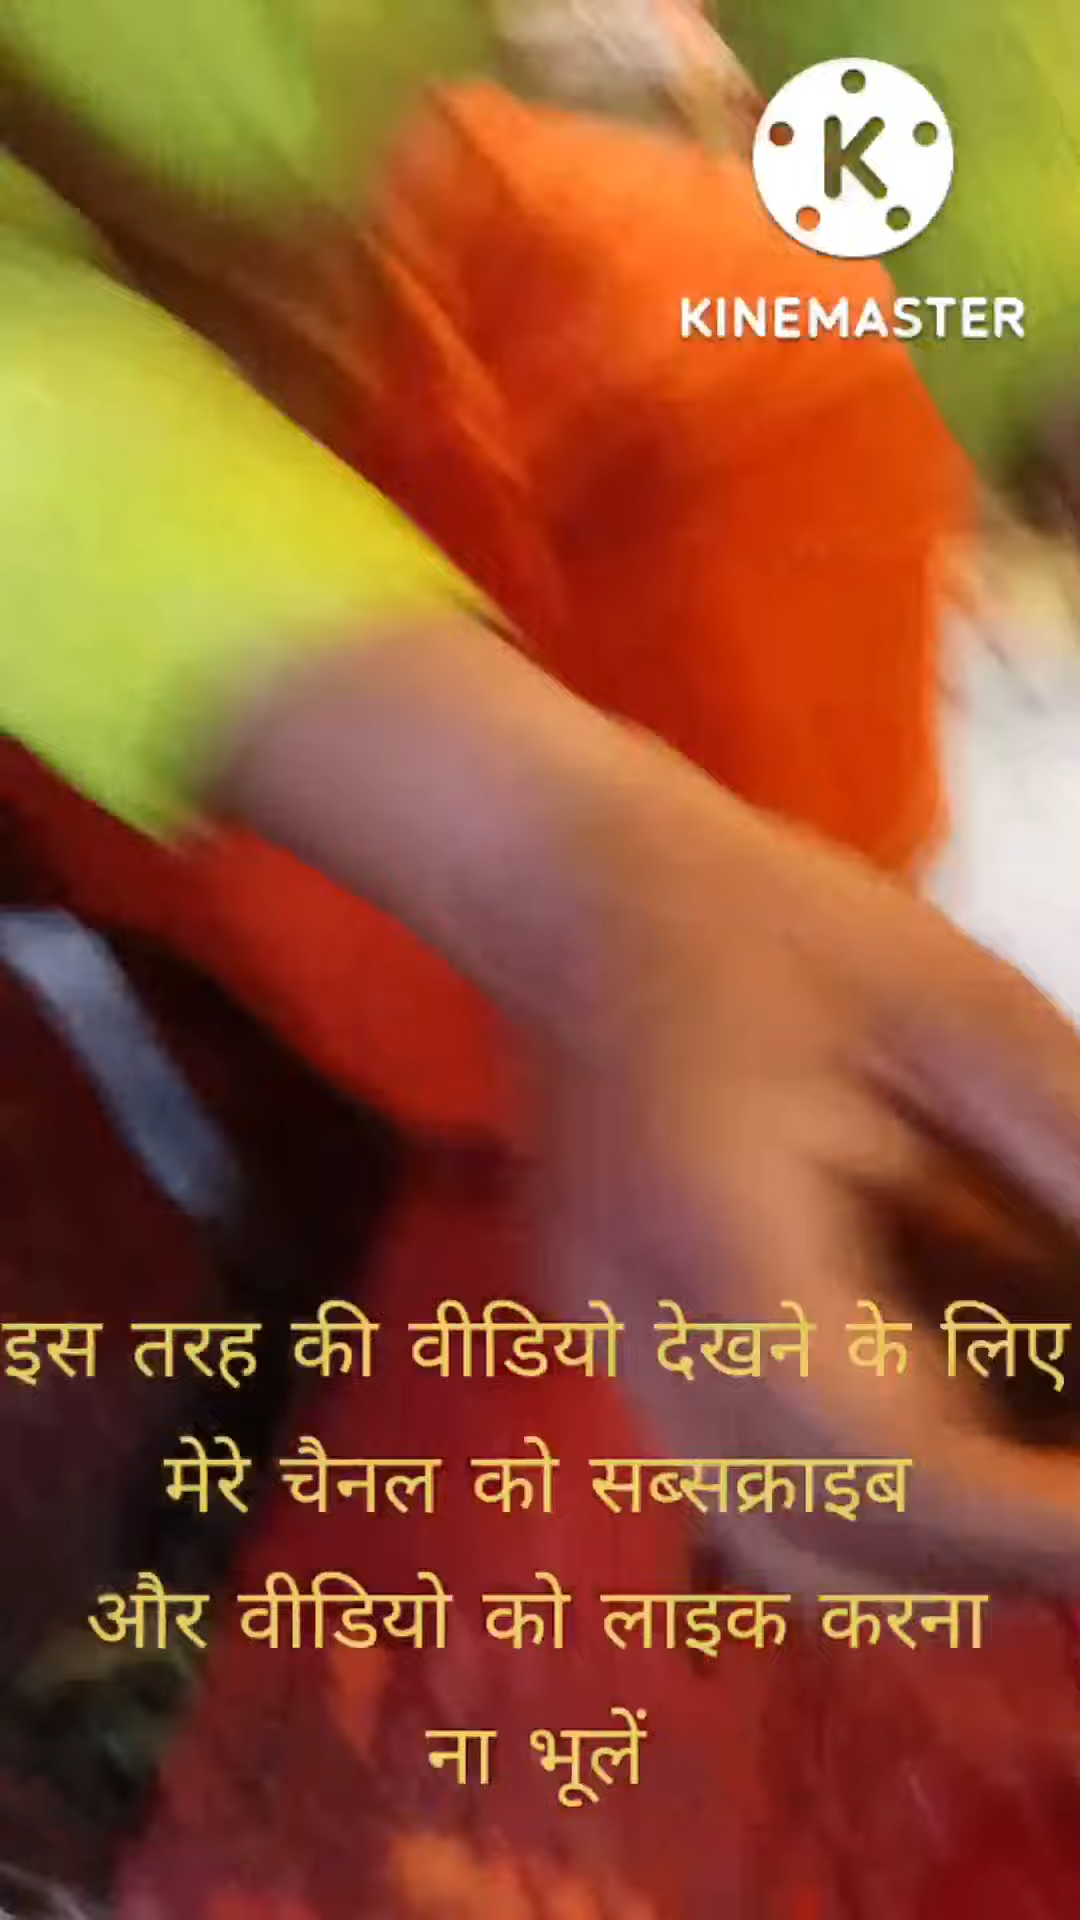 K
KINEMASTER
इस तरह की वीडियो देखने के लिए
मेरे चैनल को सब्सक्राइब
और वीडियो को लाइक करना
ना भूलें